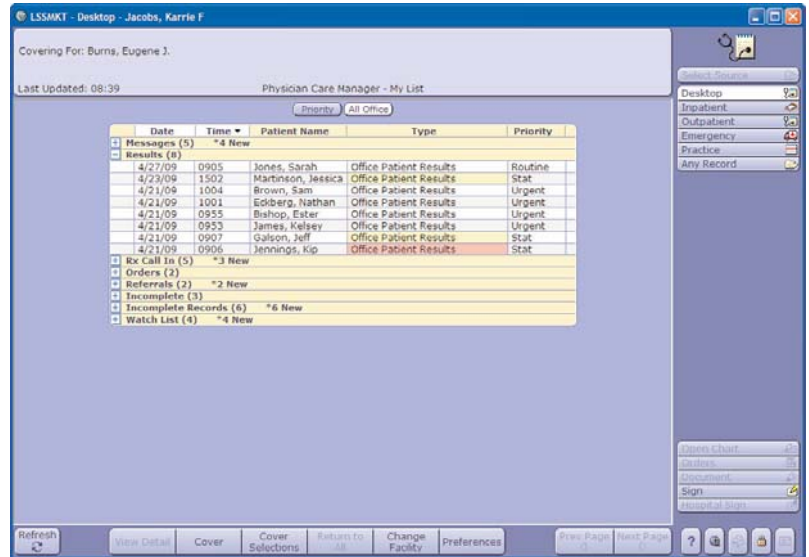 LSSMKT - Desktop - Jacobs, Karrie F
Covering For: Burns, Eugene J.
Last Updated: 08:39 Physician Care Manager - My List
Priority All Office
Date Time Patient Name Type Priority
Messages (5) *4 New
Results (8)
4/27/09 0905 Jones, Sarah Office Patient Results Routine
4/23/09 1502 Martinson, Jessica Office Patient Results Stat
4/21/09 1004 Brown, Sam Office Patient Results Urgent
4/21/09 1001 Eckberg, Nathan Office Patient Results Urgent
4/21/09 0955 Bishop, Ester Office Patient Results Urgent
4/21/09 0953 James, Kelsey Office Patient Results Urgent
4/21/09 0907 Galson, Jeff Office Patient Results Stat
4/21/09 0906 Jennings, Kip Office Patient Results Stat
Rx Call In (5) *3 New
Orders (2)
Referrals (2) *2 New
Incomplete (3)
Incomplete Records (6) *6 New
Watch List (4) *4 New
Select Source
Desktop
Inpatient
Outpatient
Emergency
Practice
Any Record
Open Chart
Orders
Document
Sign
Hospital Sign
Refresh
View Detail
Cover
Cover Selections
Return to All
Change Facility
Preferences
Prev Page
Next Page
?